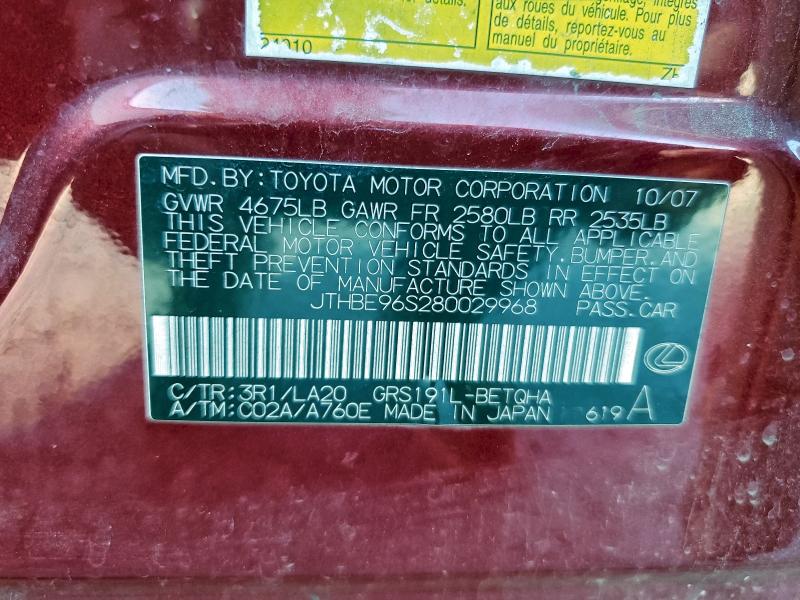 details.
aux roues du véhicule. Pour plus
de détails, reportez-vous au
manuel du propriétaire.
MFD. BY: TOYOTA MOTOR CORPORATION 10/07
GVWR 4675LB GAWR FR 2580LB RR 2535LB
THIS VEHICLE CONFORMS TO ALL APPLICABLE
FEDERAL MOTOR VEHICLE SAFETY, BUMPER, AND
THEFT PREVENTION STANDARDS IN EFFECT ON
THE DATE OF MANUFACTURE SHOWN ABOVE.
JTHBE96S280029968 PASS.CAR
C/TR: 3R1/LA20 GRS191L-BETQHA
A/TM: C02A/A760E MADE IN JAPAN 619 A